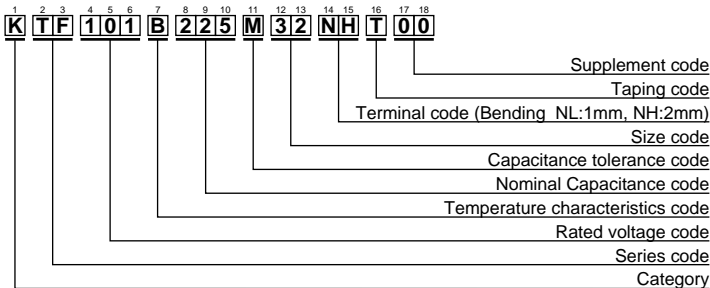 1 2 3 4 5 6 7 8 9 10 11 12 13 14 15 16 17 18
K T F 1 0 1 B 2 2 5 M 3 2 N H T 0 0
Supplement code
Taping code
Terminal code (Bending NL:1mm, NH:2mm)
Size code
Capacitance tolerance code
Nominal Capacitance code
Temperature characteristics code
Rated voltage code
Series code
Category